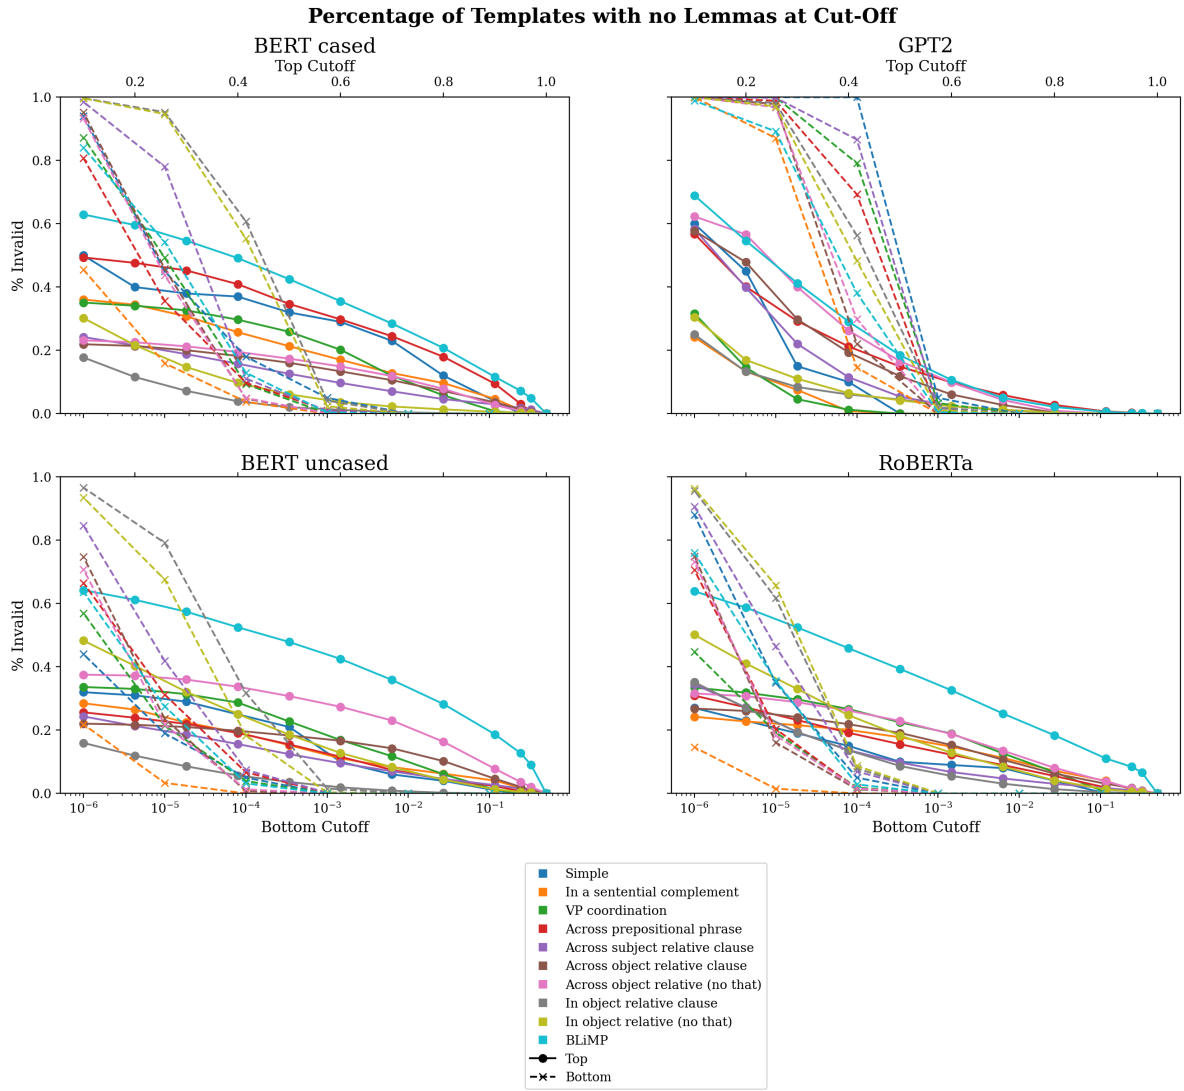 Percentage of Templates with no Lemmas at Cut-Off
BERT cased
Top Cutoff
0.2 0.4 0.6 0.8 1.0
% Invalid
1.0
0.8
0.6
0.4
0.2
0.0
GPT2
Top Cutoff
0.2 0.4 0.6 0.8 1.0
BERT uncased
% Invalid
1.0
0.8
0.6
0.4
0.2
0.0
10⁻⁶ 10⁻⁵ 10⁻⁴ 10⁻³ 10⁻² 10⁻¹
Bottom Cutoff
RoBERTa
10⁻⁶ 10⁻⁵ 10⁻⁴ 10⁻³ 10⁻² 10⁻¹
Bottom Cutoff
Simple
In a sentential complement
VP coordination
Across prepositional phrase
Across subject relative clause
Across object relative clause
Across object relative (no that)
In object relative clause
In object relative (no that)
BLiMP
Top
Bottom